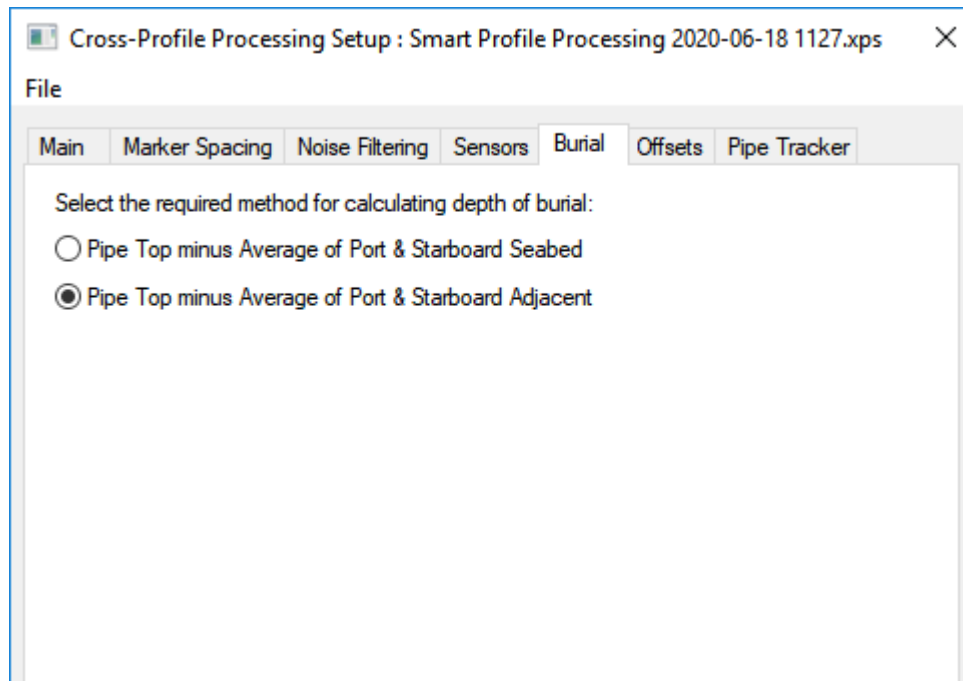 Cross-Profile Processing Setup : Smart Profile Processing 2020-06-18 1127.xps
File
Main Marker Spacing Noise Filtering Sensors Burial Offsets Pipe Tracker
Select the required method for calculating depth of burial:
Pipe Top minus Average of Port & Starboard Seabed
Pipe Top minus Average of Port & Starboard Adjacent